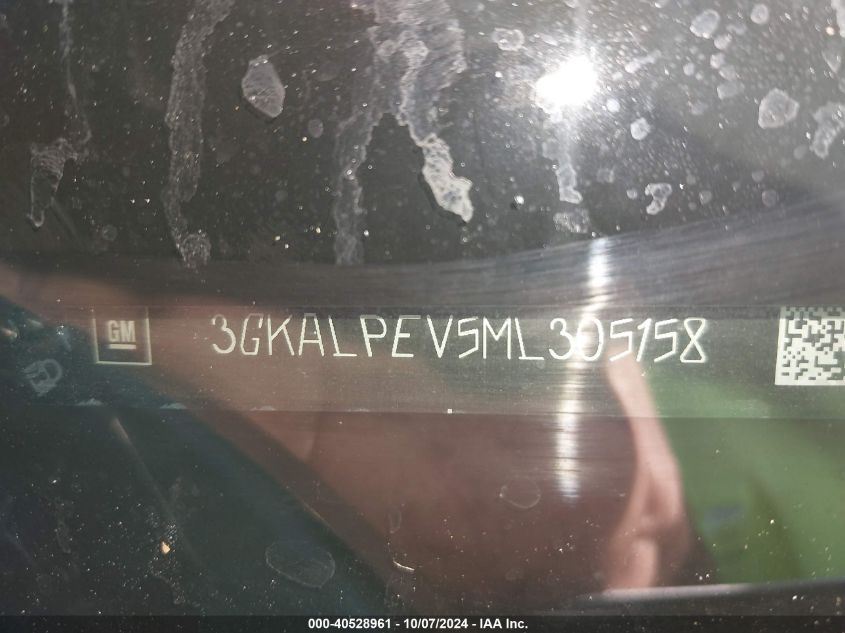 GM 3GKALPEV5ML305158
000-40528961 - 10/07/2024 - IAA Inc.